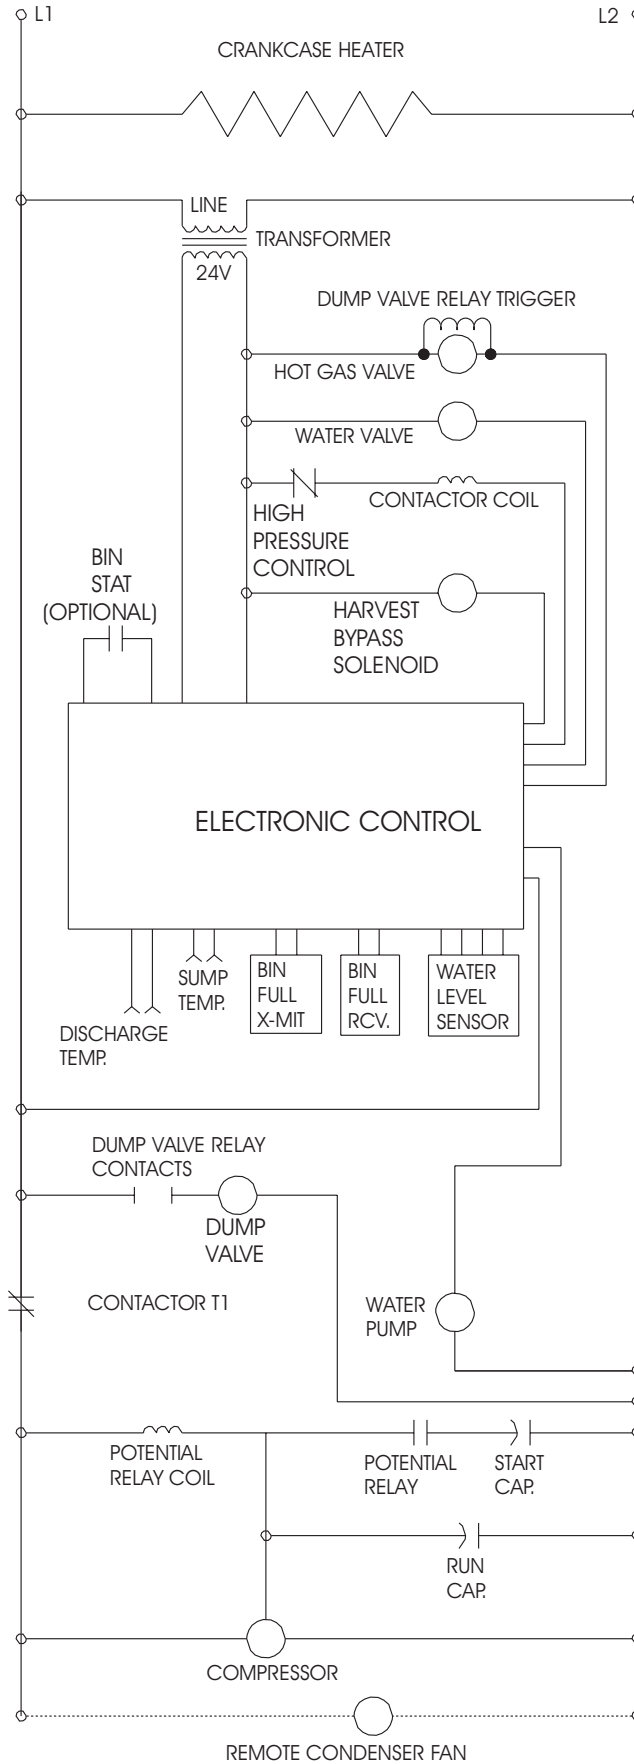 L1
L2
CRANKCASE HEATER
LINE
TRANSFORMER
24V
DUMP VALVE RELAY TRIGGER
HOT GAS VALVE
WATER VALVE
CONTACTOR COIL
HIGH
PRESSURE
CONTROL
BIN
STAT
(OPTIONAL)
HARVEST
BYPASS
SOLENOID
ELECTRONIC CONTROL
DISCHARGE
TEMP.
SUMP
TEMP.
BIN
FULL
X-MIT
BIN
FULL
RCV.
WATER
LEVEL
SENSOR
DUMP VALVE RELAY
CONTACTS
DUMP
VALVE
CONTACTOR T1
WATER
PUMP
POTENTIAL
RELAY COIL
POTENTIAL
RELAY
START
CAP.
RUN
CAP.
COMPRESSOR
REMOTE CONDENSER FAN